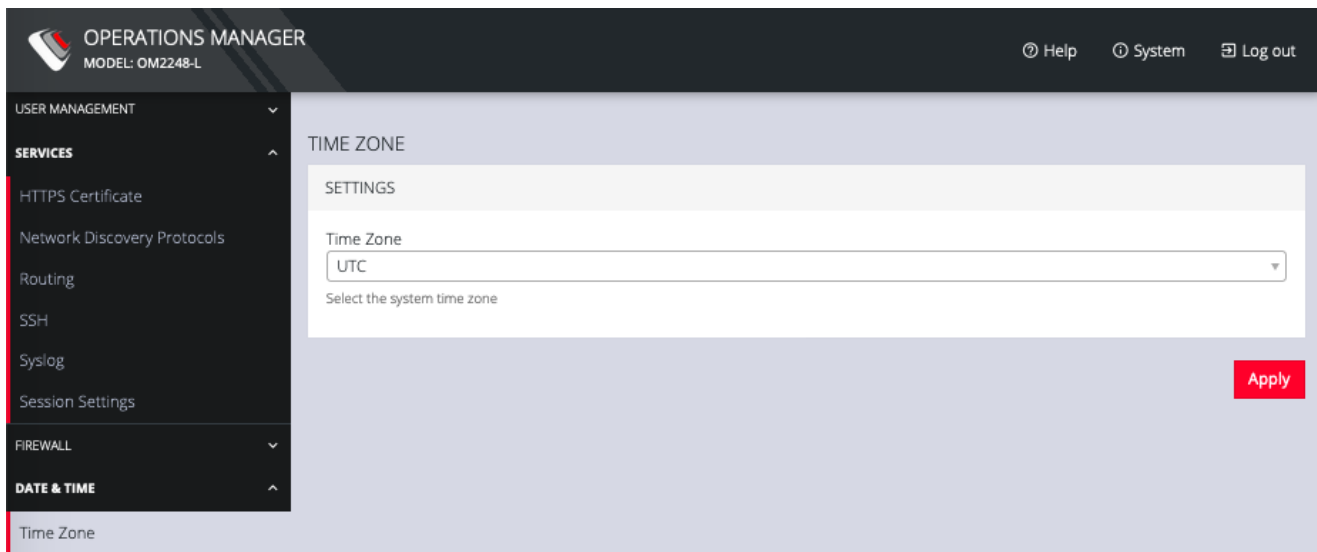 OPERATIONS MANAGER
MODEL: OM2248-L
Help
System
Log out
USER MANAGEMENT
SERVICES
HTTPS Certificate
Network Discovery Protocols
Routing
SSH
Syslog
Session Settings
FIREWALL
DATE & TIME
Time Zone
TIME ZONE
SETTINGS
Time Zone
UTC
Select the system time zone
Apply